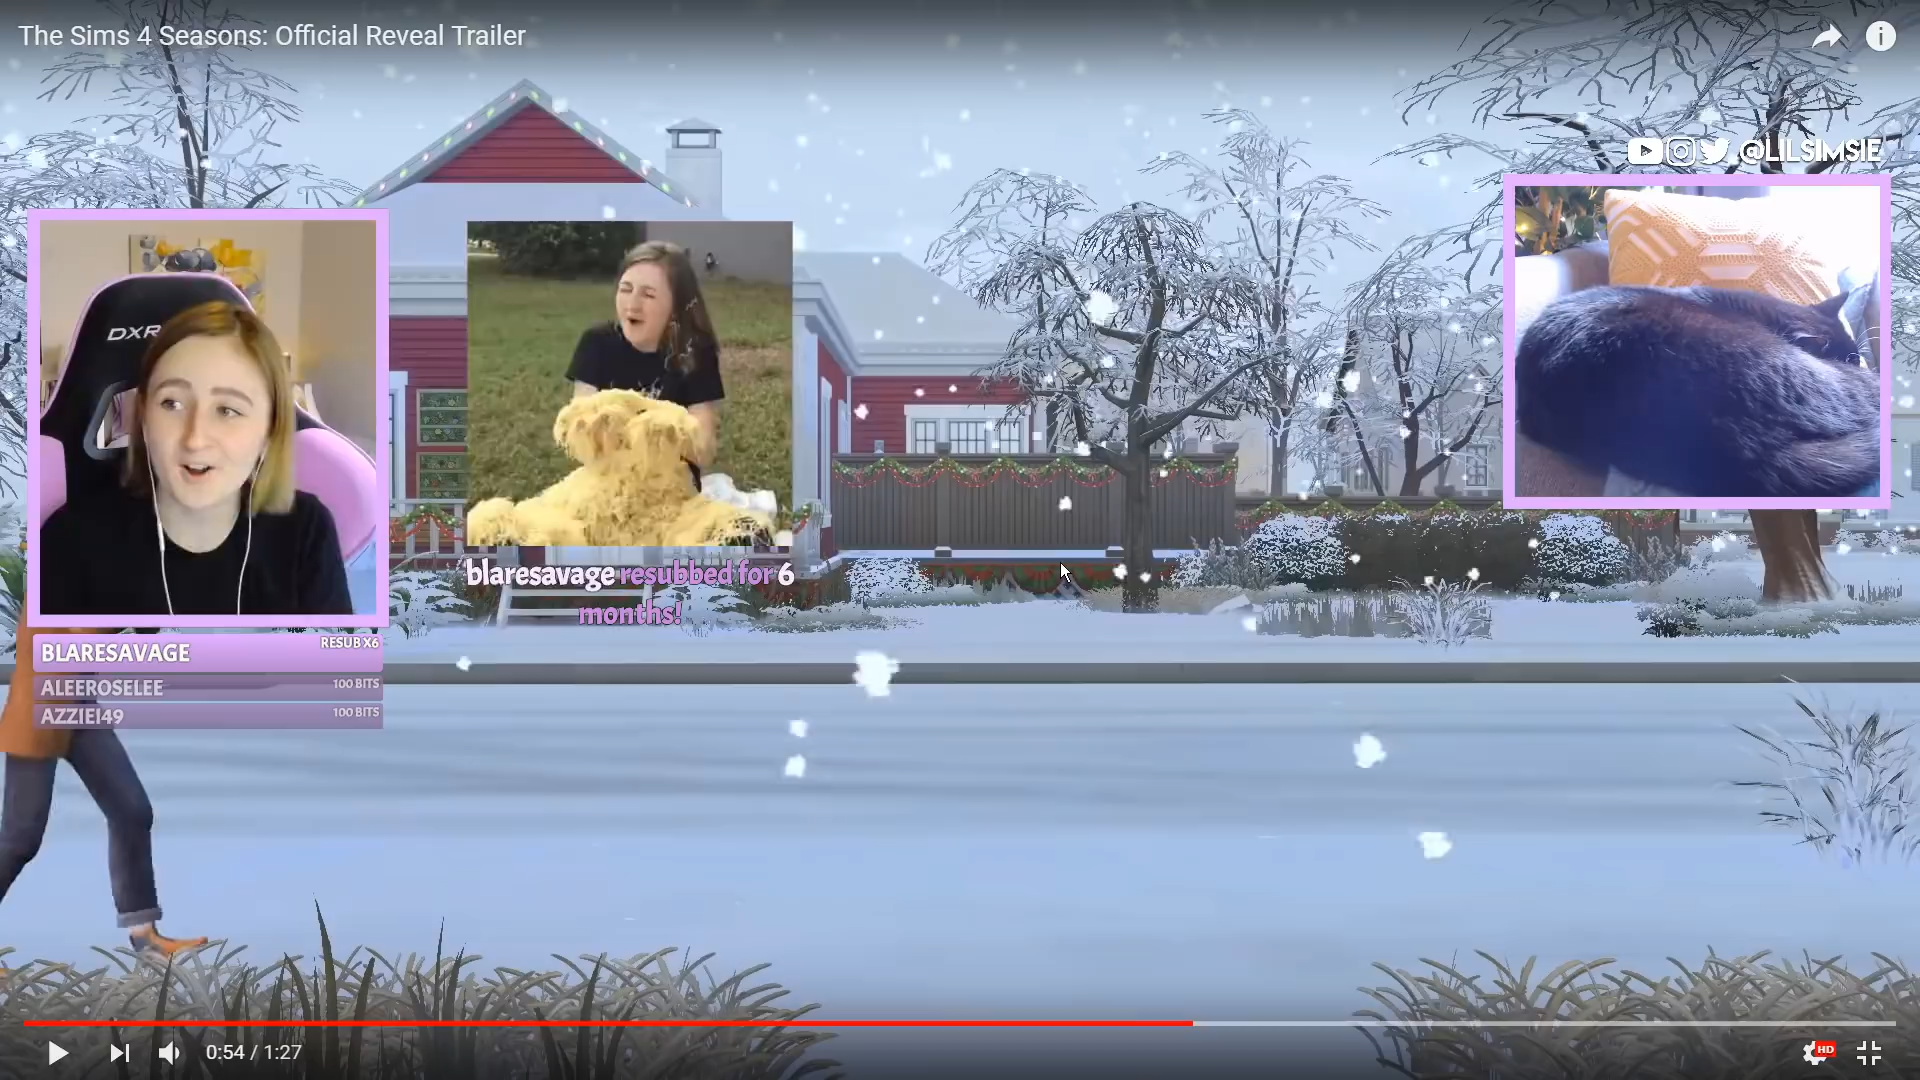 The Sims 4 Seasons: Official Reveal Trailer
@LILSIMSIE
DXR
blaresavage resubbed for 6
months!
BLARESAVAGE RESUB X6
ALEEROSELEE 100 BITS
AZZIE149 100 BITS
0:54 / 1:27
HD